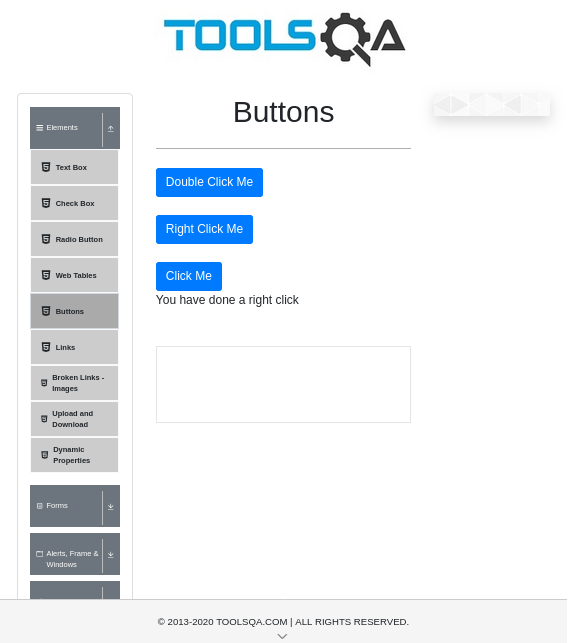 TOOLSQA
Buttons
Elements
Text Box
Check Box
Radio Button
Web Tables
Buttons
Links
Broken Links -
Images
Upload and
Download
Dynamic
Properties
Forms
Alerts, Frame &
Windows
Double Click Me
Right Click Me
Click Me
You have done a right click
© 2013-2020 TOOLSQA.COM | ALL RIGHTS RESERVED.